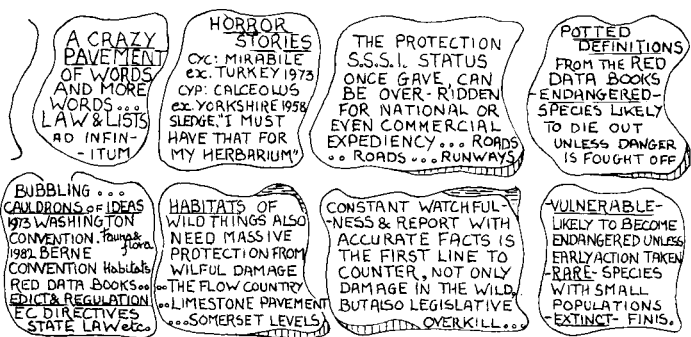 A CRAZY
PAVEMENT
OF WORDS
AND MORE
WORDS...
LAW & LISTS
AD INFIN-
-ITUM
HORROR
STORIES
CYC: MIRABILE
ex. TURKEY 1973
CYP: CALCEOLUS
ex. YORKSHIRE 1958
SLEDGE, "I MUST
HAVE THAT FOR
MY HERBARIUM"
THE PROTECTION
S.S.S.I. STATUS
ONCE GAVE, CAN
BE OVER-R'IDDEN
FOR NATIONAL OR
EVEN COMMERCIAL
EXPEDIENCY... ROADS
.. ROADS... RUNWAYS
POTTED
DEFINITIONS
FROM THE RED
DATA BOOKS
-ENDANGERED-
SPECIES LIKELY
TO DIE OUT
UNLESS DANGER
IS FOUGHT OFF
BUBBLING...
CAULDRONS of IDEAS
1973 WASHINGTON
CONVENTION. Fauna & flora
1982 BERNE
CONVENTION Habitats
RED DATA BOOKS...
EDICT & REGULATION
EC DIRECTIVES
STATE LAW etc.
HABITATS OF
WILD THINGS ALSO
NEED MASSIVE
PROTECTION FROM
WILFUL DAMAGE
..THE FLOW COUNTRY
..LIMESTONE PAVEMENT
...SOMERSET LEVELS
CONSTANT WATCHFUL-
-NESS & REPORT WITH
ACCURATE FACTS IS
THE FIRST LINE TO
COUNTER, NOT ONLY
DAMAGE IN THE WILD,
BUT ALSO LEGISLATIVE
OVERKILL...
-VULNERABLE-
LIKELY TO BECOME
ENDANGERED UNLESS
EARLY ACTION TAKEN
-RARE- SPECIES
WITH SMALL
POPULATIONS
-EXTINCT- FINIS.